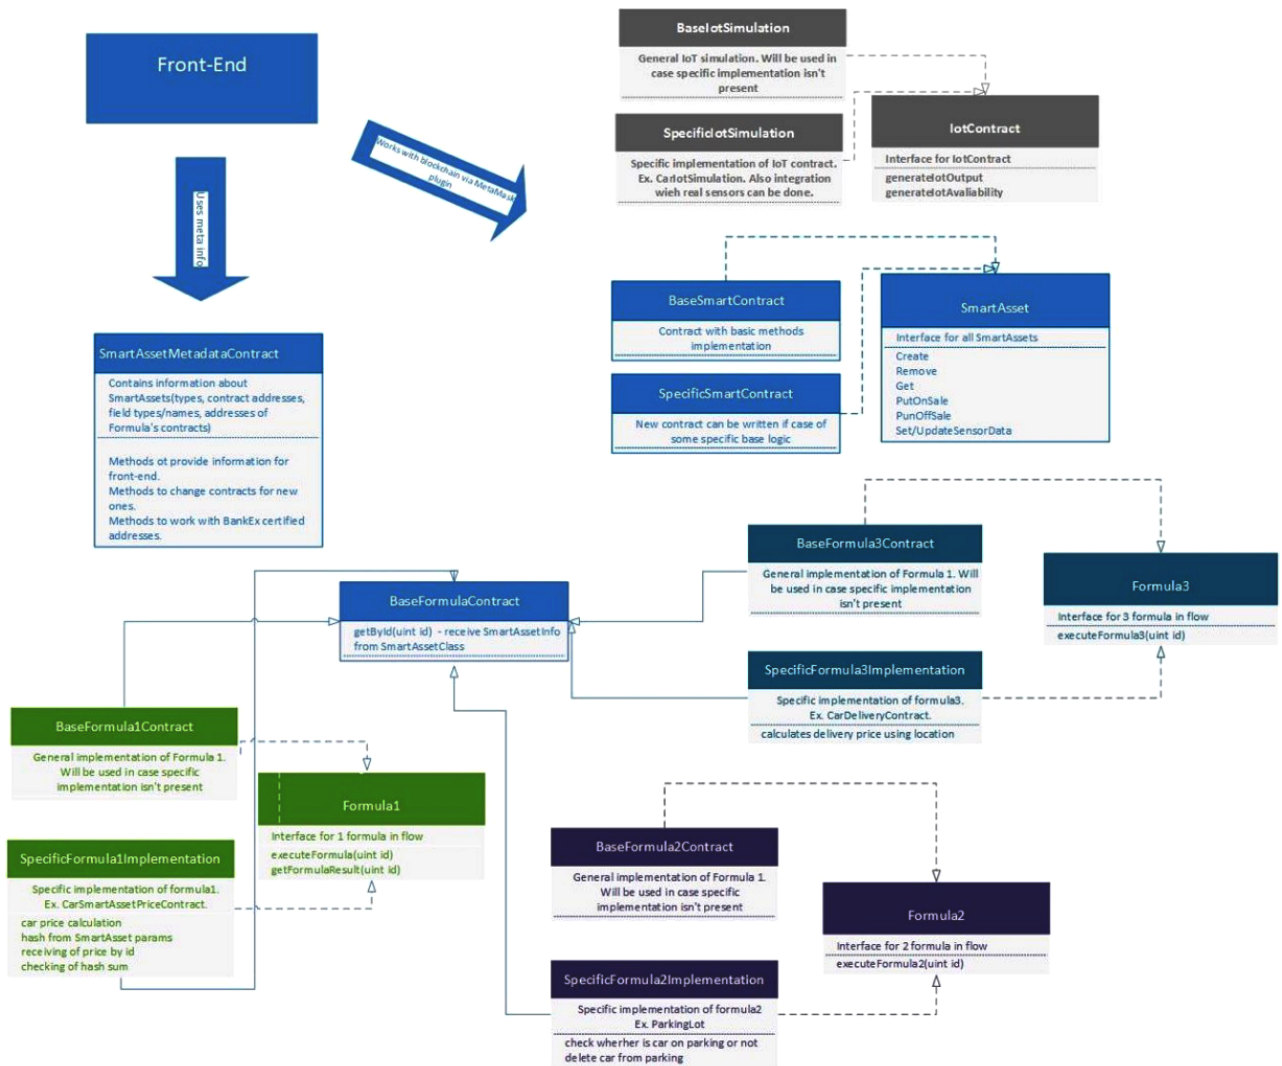 Front-End
Works with blockchain via MetaMask
plugin
Uses meta info
BaseIotSimulation
General IoT simulation. Will be used in
case specific implementation isn't
present
SpecificIotSimulation
Specific implementation of IoT contract.
Ex. CarIotSimulation. Also integration
wieh real sensors can be done.
IotContract
Interface for IotContract
generateIotOutput
generateIotAvaliability
BaseSmartContract
Contract with basic methods
implementation
SpecificSmartContract
New contract can be written if case of
some specific base logic
SmartAsset
Interface for all SmartAssets
Create
Remove
Get
PutOnSale
PunOffSale
Set/UpdateSensorData
SmartAssetMetadataContract
Contains information about
SmartAssets(types, contract addresses,
field types/names, addresses of
Formula's contracts)
Methods ot provide information for
front-end.
Methods to change contracts for new
ones.
Methods to work with BankEx certified
addresses.
BaseFormulaContract
getById(uint id) - receive SmartAssetInfo
from SmartAssetClass
BaseFormula3Contract
General implementation of Formula 1. Will
be used in case specific implementation
isn't present
SpecificFormula3Implementation
Specific implementation of formula3.
Ex. CarDeliveryContract.
calculates delivery price using location
Formula3
Interface for 3 formula in flow
executeFormula3(uint id)
BaseFormula1Contract
General implementation of Formula 1.
Will be used in case specific
implementation isn't present
SpecificFormula1Implementation
Specific implementation of formula1.
Ex. CarSmartAssetPriceContract.
car price calculation
hash from SmartAsset params
receiving of price by id
checking of hash sum
Formula1
Interface for 1 formula in flow
executeFormula(uint id)
getFormulaResult(uint id)
BaseFormula2Contract
General implementation of Formula 1.
Will be used in case specific
implementation isn't present
SpecificFormula2Implementation
Specific implementation of formula2
Ex. ParkingLot
check wherher is car on parking or not
delete car from parking
Formula2
Interface for 2 formula in flow
executeFormula2(uint id)